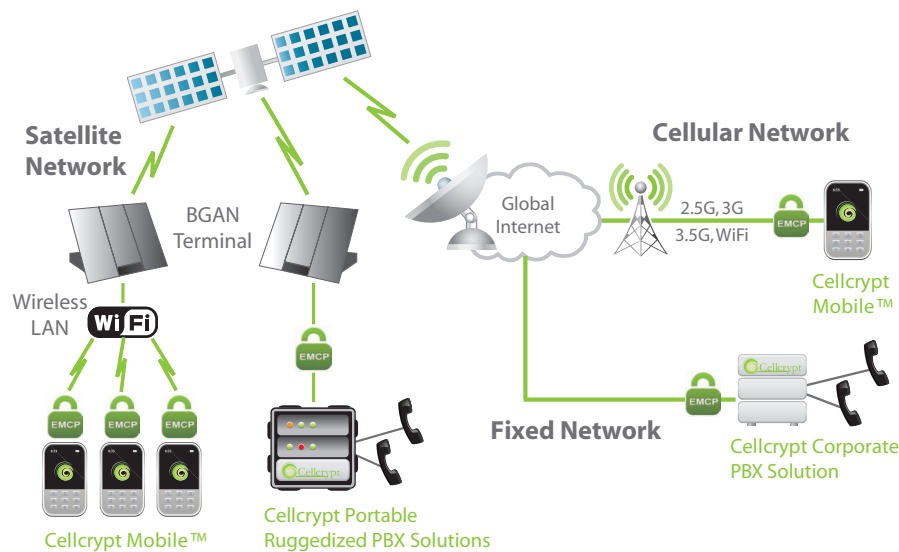 Satellite
Network
Cellular Network
BGAN
Terminal
Global
Internet
2.5G, 3G
3.5G, WiFi
EMCP
Cellcrypt
Mobile™
Wireless
LAN
Wi Fi
EMCP
EMCP
Cellcrypt
Fixed Network
Cellcrypt Corporate
PBX Solution
EMCP
EMCP
EMCP
Cellcrypt
Cellcrypt Mobile™
Cellcrypt Portable
Ruggedized PBX Solutions